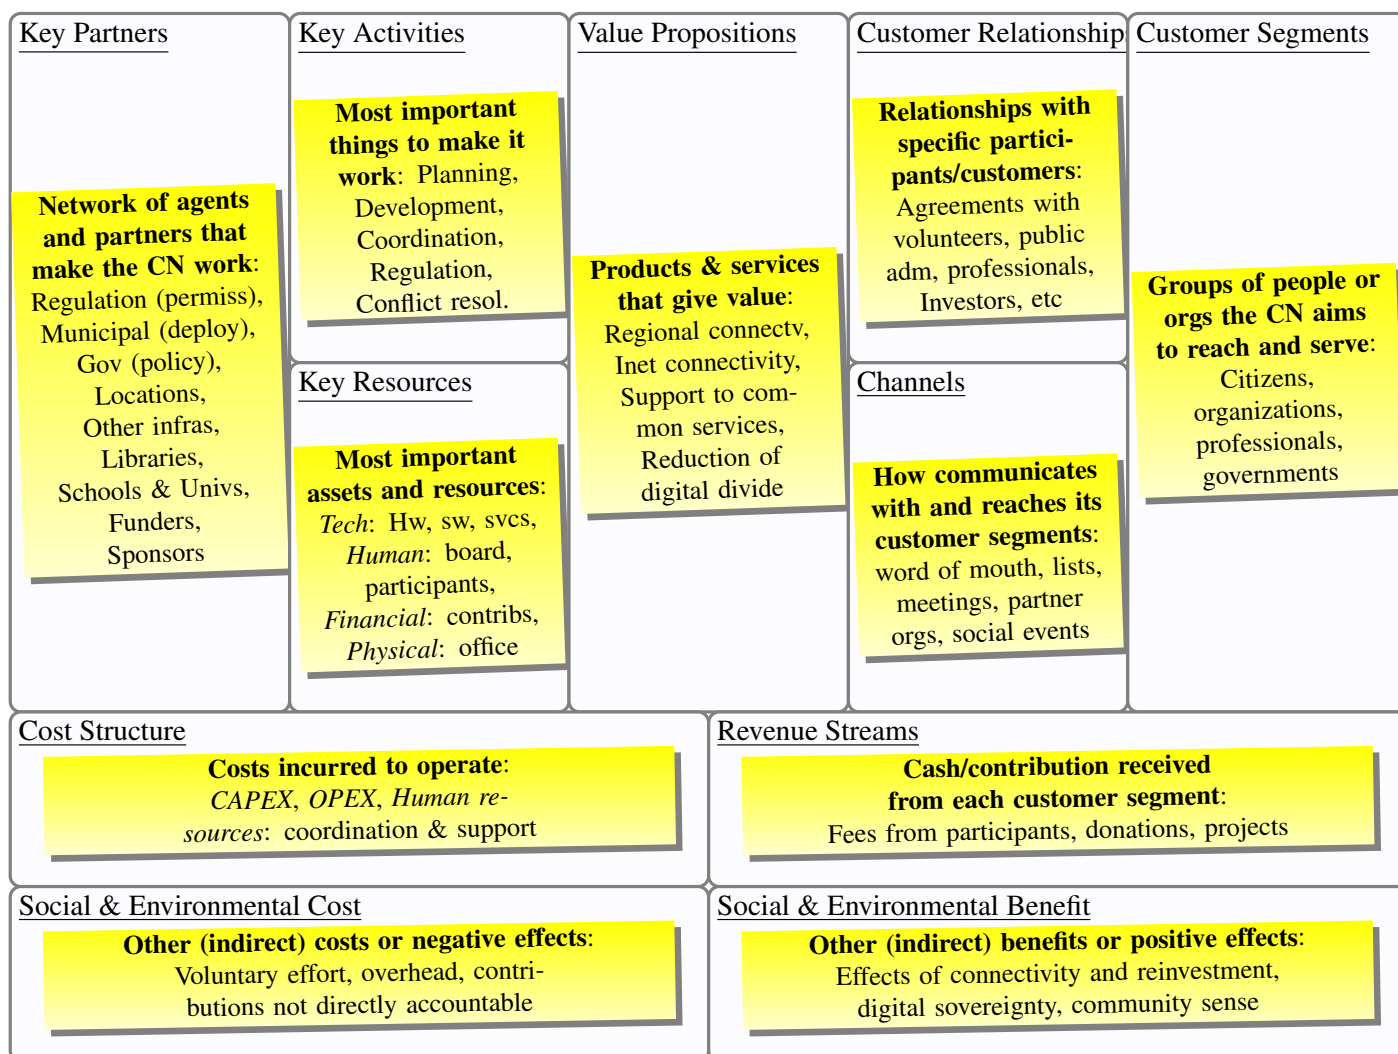 Key Partners
Network of agents
and partners that
make the CN work:
Regulation (permiss),
Municipal (deploy),
Gov (policy),
Locations,
Other infras,
Libraries,
Schools & Univs,
Funders,
Sponsors
Key Activities
Most important
things to make it
work: Planning,
Development,
Coordination,
Regulation,
Conflict resol.
Key Resources
Most important
assets and resources:
Tech: Hw, sw, svcs,
Human: board,
participants,
Financial: contribs,
Physical: office
Value Propositions
Products & services
that give value:
Regional connectv,
Inet connectivity,
Support to com-
mon services,
Reduction of
digital divide
Customer Relationship
Relationships with
specific partici-
pants/customers:
Agreements with
volunteers, public
adm, professionals,
Investors, etc
Channels
How communicates
with and reaches its
customer segments:
word of mouth, lists,
meetings, partner
orgs, social events
Customer Segments
Groups of people or
orgs the CN aims
to reach and serve:
Citizens,
organizations,
professionals,
governments
Cost Structure
Costs incurred to operate:
CAPEX, OPEX, Human re-
sources: coordination & support
Revenue Streams
Cash/contribution received
from each customer segment:
Fees from participants, donations, projects
Social & Environmental Cost
Other (indirect) costs or negative effects:
Voluntary effort, overhead, contri-
butions not directly accountable
Social & Environmental Benefit
Other (indirect) benefits or positive effects:
Effects of connectivity and reinvestment,
digital sovereignty, community sense